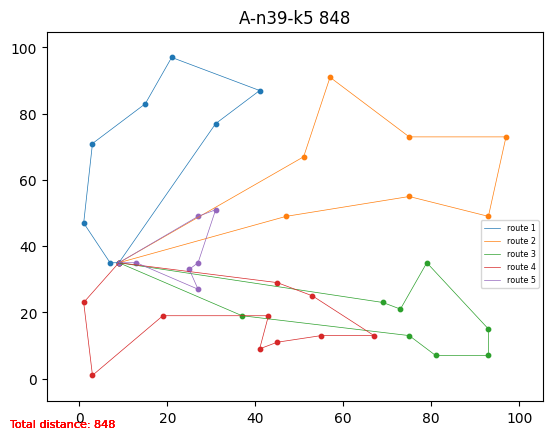 A-n39-k5 848
100
80
60
40
20
0
route 1
route 2
route 3
route 4
route 5
0 20 40 60 80 100
Total distance: 848